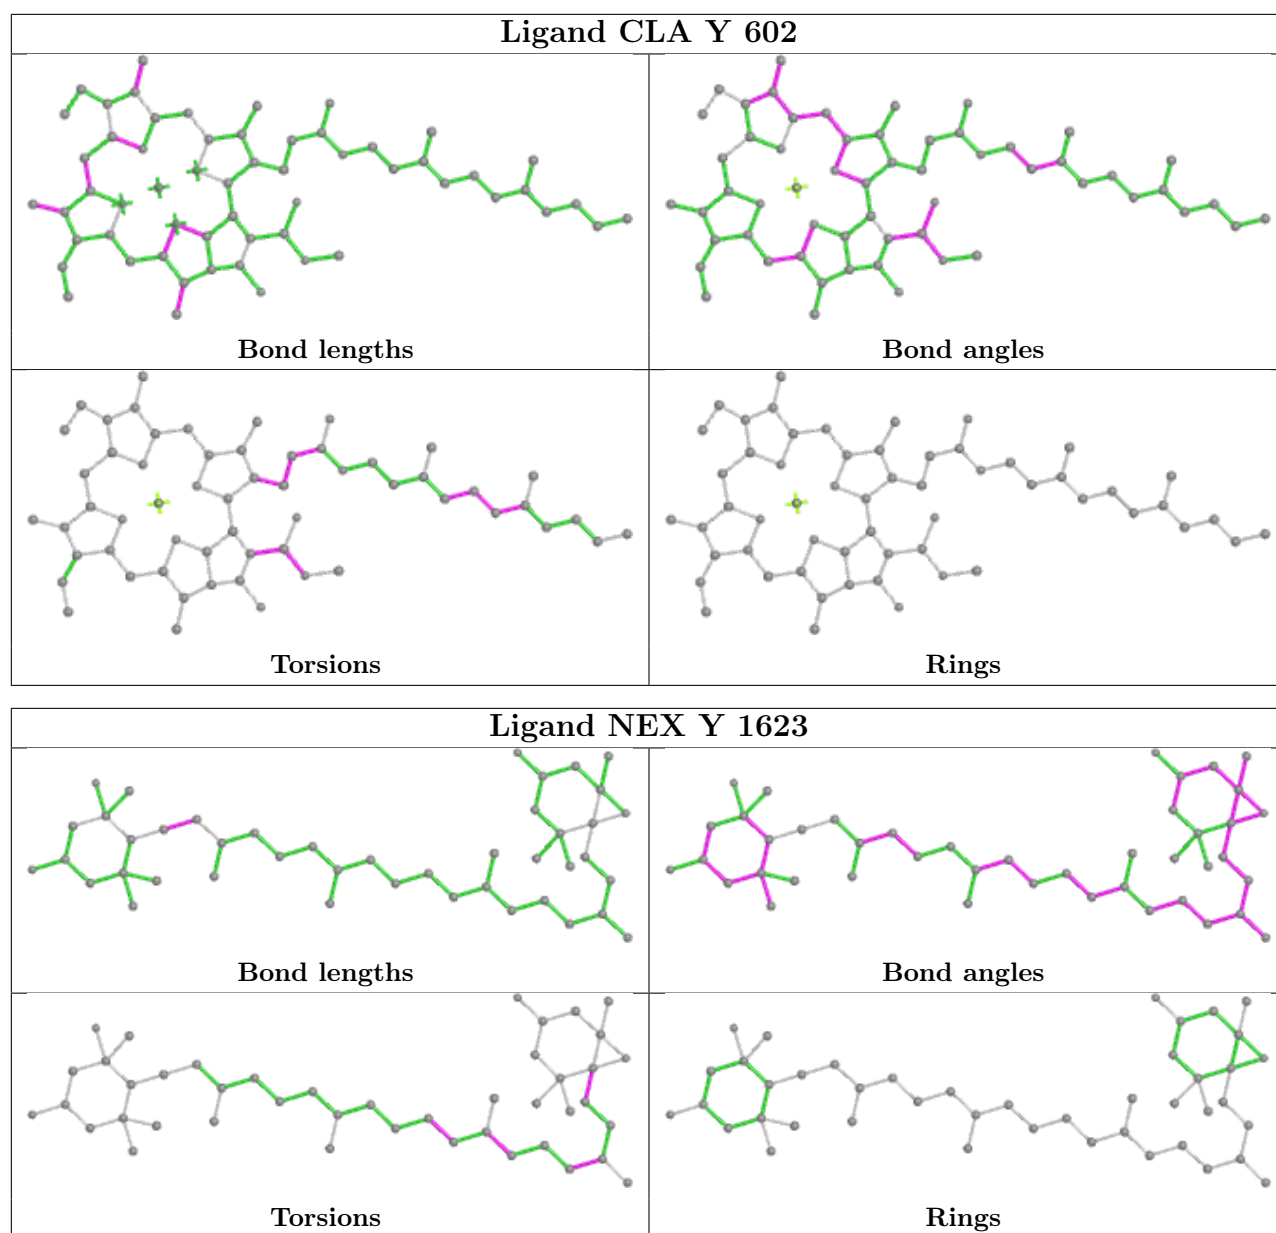 Ligand CLA Y 602
Bond lengths
Bond angles
Torsions
Rings
Ligand NEX Y 1623
Bond lengths
Bond angles
Torsions
Rings